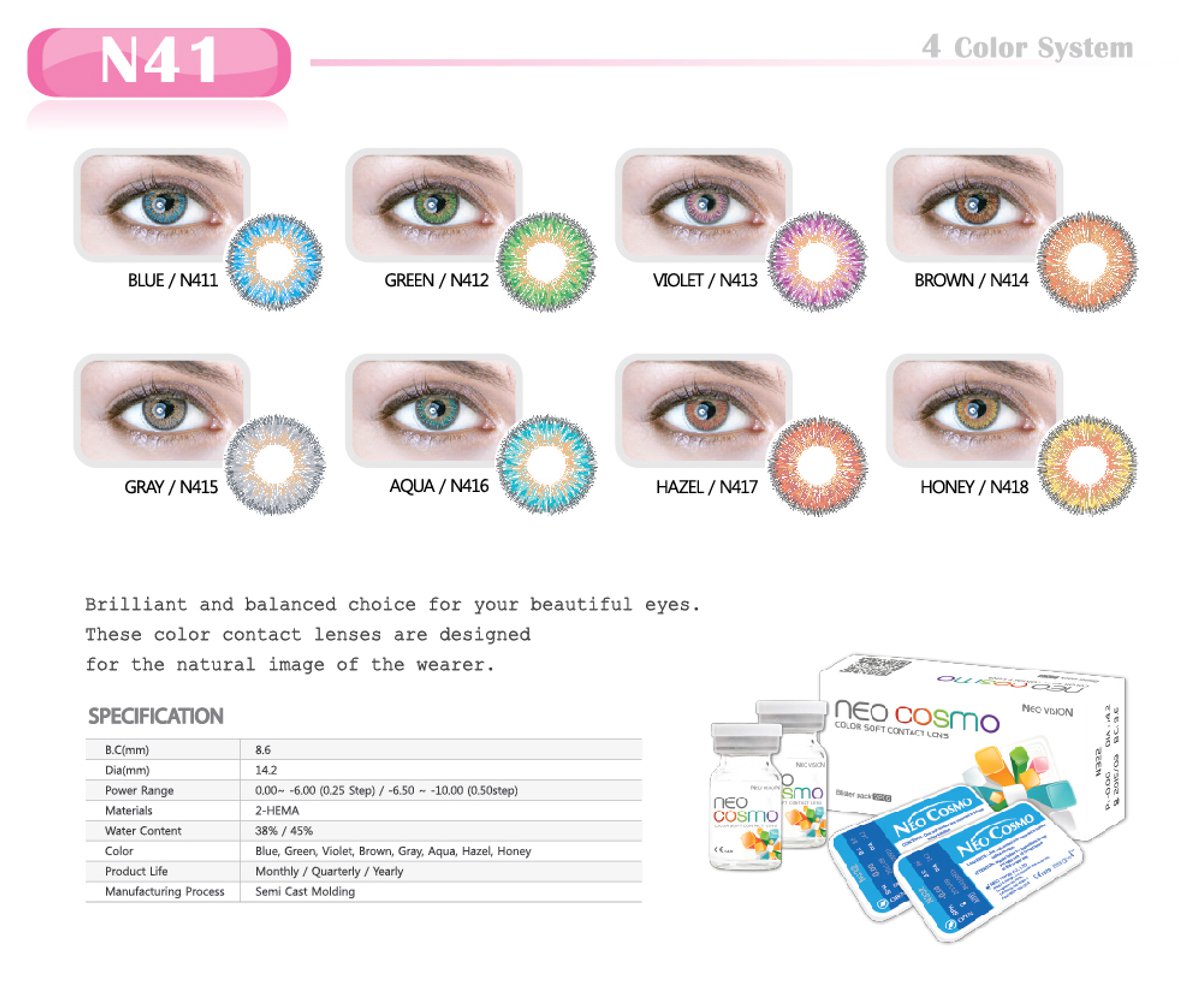 N41
4 Color System
BLUE / N411
GREEN / N412
VIOLET / N413
BROWN / N414
GRAY / N415
AQUA / N416
HAZEL / N417
HONEY / N418
Brilliant and balanced choice for your beautiful eyes.
These color contact lenses are designed
for the natural image of the wearer.
SPECIFICATION
B.C(mm) 8.6
Dia(mm) 14.2
Power Range 0.00~ -6.00 (0.25 Step) / -6.50 ~ -10.00 (0.50step)
Materials 2-HEMA
Water Content 38% / 45%
Color Blue, Green, Violet, Brown, Gray, Aqua, Hazel, Honey
Product Life Monthly / Quarterly / Yearly
Manufacturing Process Semi Cast Molding
NEO COSMO
NEO COSMO
COLOR SOFT CONTACT LENS
NEO VISION
Blister pack
N322
NEO VISION
NEO
COSMO
NEO COSMO
NEO COSMO
OPEN